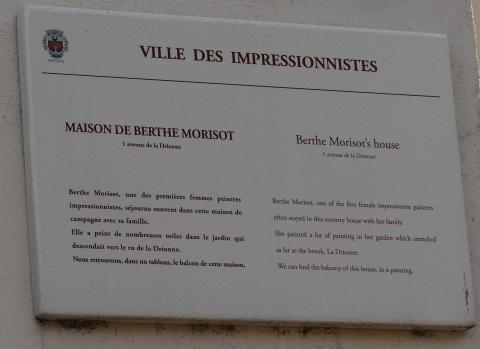 VILLE DES IMPRESSIONNISTES
MAISON DE BERTHE MORISOT
1 avenue de la Drionne
Berthe Morisot, une des premières femmes peintres
impressionnistes, séjourna souvent dans cette maison de
campagne avec sa famille.
Elle a peint de nombreuses toiles dans le jardin qui
descendait vers le ru de la Drionne.
Nous retrouvons, dans un tableau, le balcon de cette maison.
Berthe Morisot's house
1 avenue de la Drionne
Berthe Morisot, one of the first female impressionist painters
often stayed in this country house with her family.
She painted a lot of painting in her garden which stretched
as far as the brook, La Drionne.
We can find the balcony of this house, in a painting.